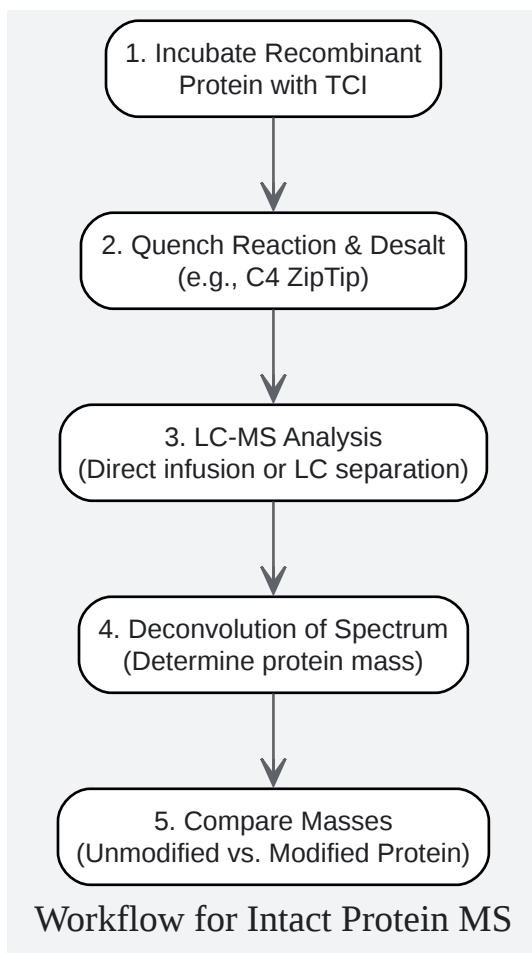 1. Incubate Recombinant
Protein with TCI
2. Quench Reaction & Desalt
(e.g., C4 ZipTip)
3. LC-MS Analysis
(Direct infusion or LC separation)
4. Deconvolution of Spectrum
(Determine protein mass)
5. Compare Masses
(Unmodified vs. Modified Protein)
Workflow for Intact Protein MS